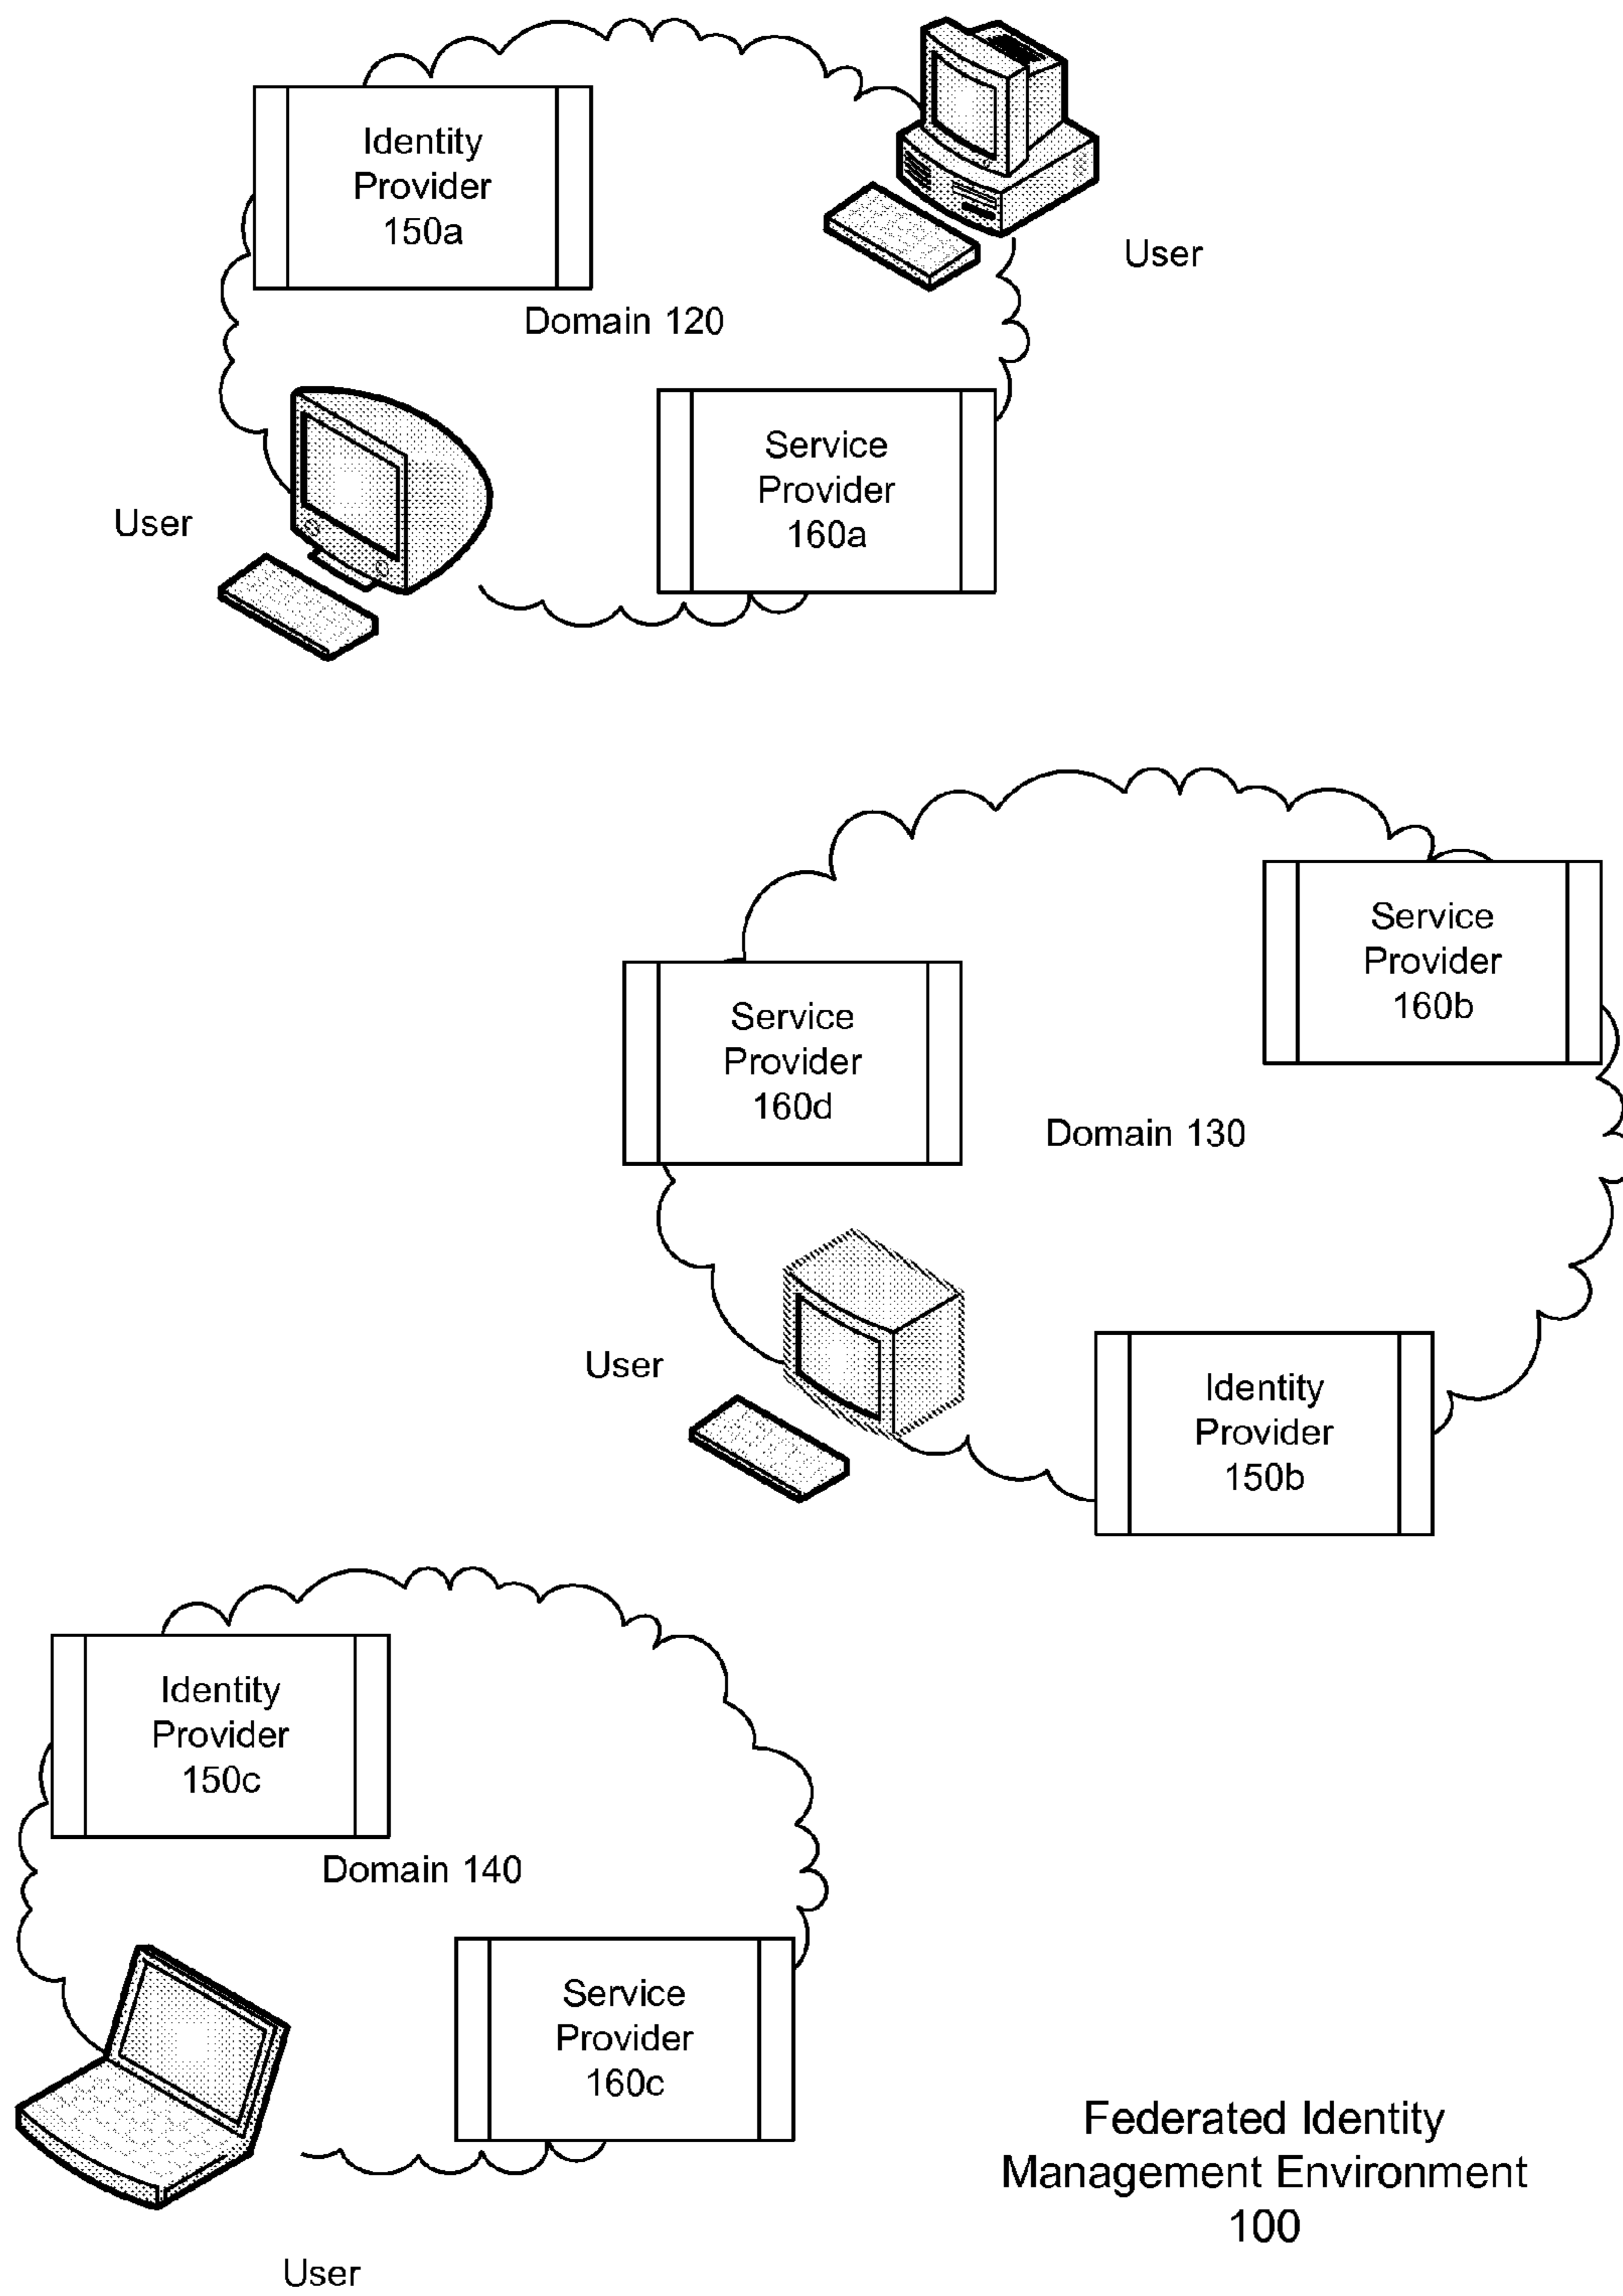 Identity
Provider
150a
User
Domain 120
Service
Provider
160a
User
Service
Provider
160b
Service
Provider
160d
Domain 130
User
Identity
Provider
150b
Identity
Provider
150c
Domain 140
Service
Provider
160c
User
Federated Identity
Management Environment
100